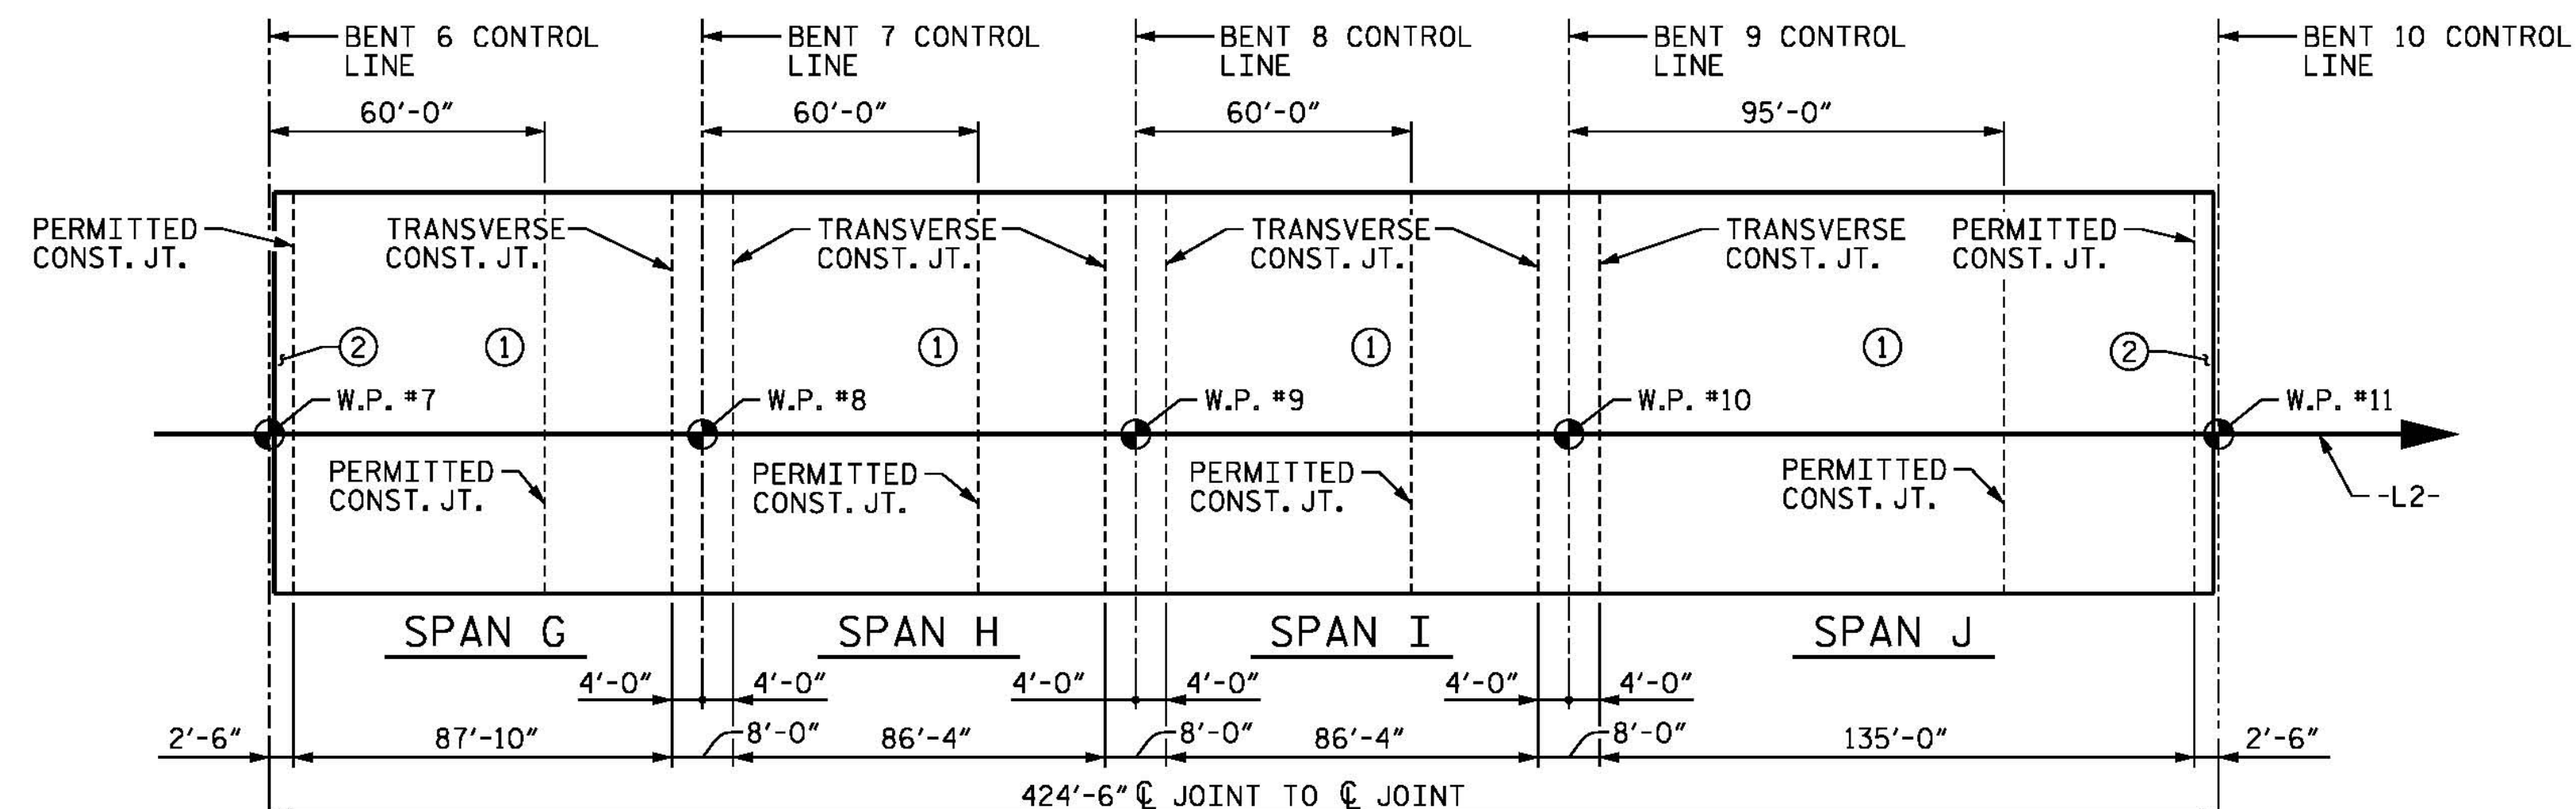 BENT 6 CONTROL
LINE
BENT 7 CONTROL
LINE
BENT 8 CONTROL
LINE
BENT 9 CONTROL
LINE
BENT 10 CONTROL
LINE
60'-0"
60'-0"
60'-0"
95'-0"
PERMITTED
CONST. JT.
TRANSVERSE
CONST. JT.
TRANSVERSE
CONST. JT.
TRANSVERSE
CONST. JT.
TRANSVERSE
CONST. JT.
PERMITTED
CONST. JT.
2
1
1
1
1
2
W.P. #7
W.P. #8
W.P. #9
W.P. #10
W.P. #11
PERMITTED
CONST. JT.
PERMITTED
CONST. JT.
PERMITTED
CONST. JT.
PERMITTED
CONST. JT.
-L2-
SPAN G
SPAN H
SPAN I
SPAN J
4'-0"
4'-0"
4'-0"
4'-0"
4'-0"
4'-0"
2'-6"
87'-10"
8'-0"
86'-4"
8'-0"
86'-4"
8'-0"
135'-0"
2'-6"
424'-6" ℄ JOINT TO ℄ JOINT